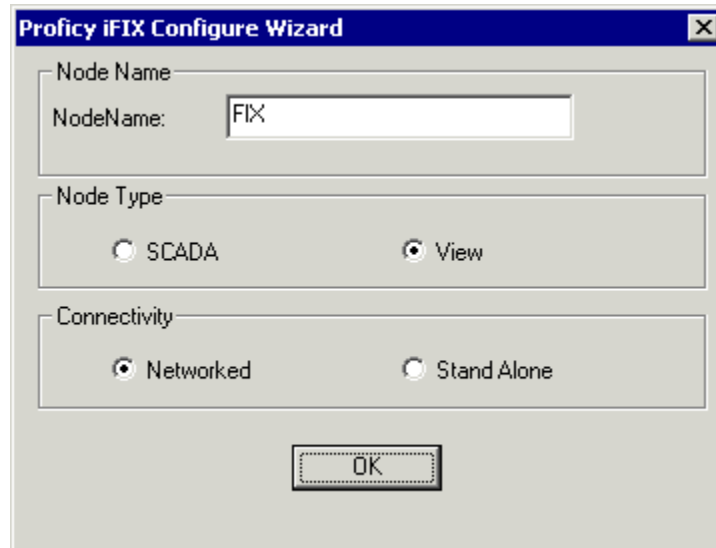 Proficy iFIX Configure Wizard
Node Name
NodeName: FIX
Node Type
SCADA View
Connectivity
Networked Stand Alone
OK